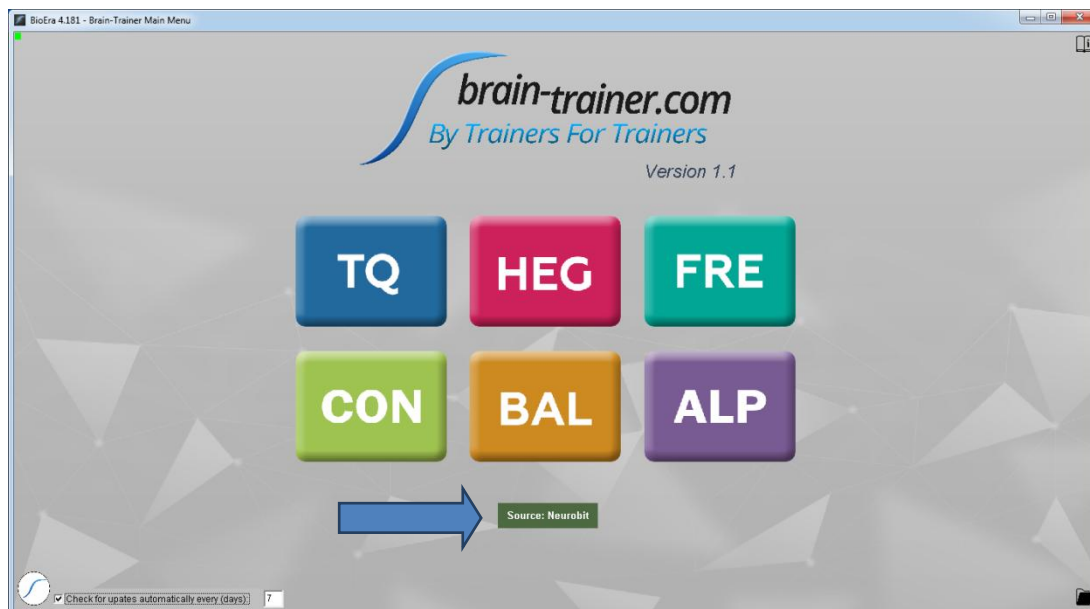 BioEra 4.181 - Brain-Trainer Main Menu
brain-trainer.com
By Trainers For Trainers
Version 1.1
TQ HEG FRE
CON BAL ALP
Source: Neurobit
Check for upates automatically every (days): 7